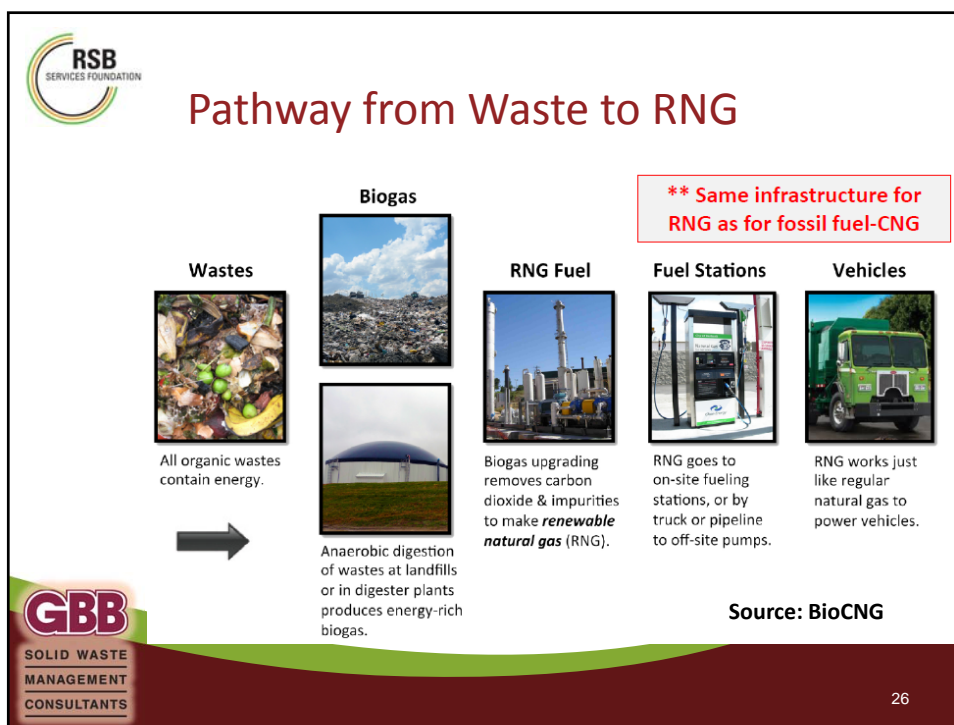 RSB
SERVICES FOUNDATION
Pathway from Waste to RNG
** Same infrastructure for
RNG as for fossil fuel-CNG
Wastes
All organic wastes
contain energy.
Biogas
Anaerobic digestion
of wastes at landfills
or in digester plants
produces energy-rich
biogas.
RNG Fuel
Biogas upgrading
removes carbon
dioxide & impurities
to make renewable
natural gas (RNG).
Fuel Stations
RNG goes to
on-site fueling
stations, or by
truck or pipeline
to off-site pumps.
Vehicles
RNG works just
like regular
natural gas to
power vehicles.
Source: BioCNG
GBB
SOLID WASTE
MANAGEMENT
CONSULTANTS
26